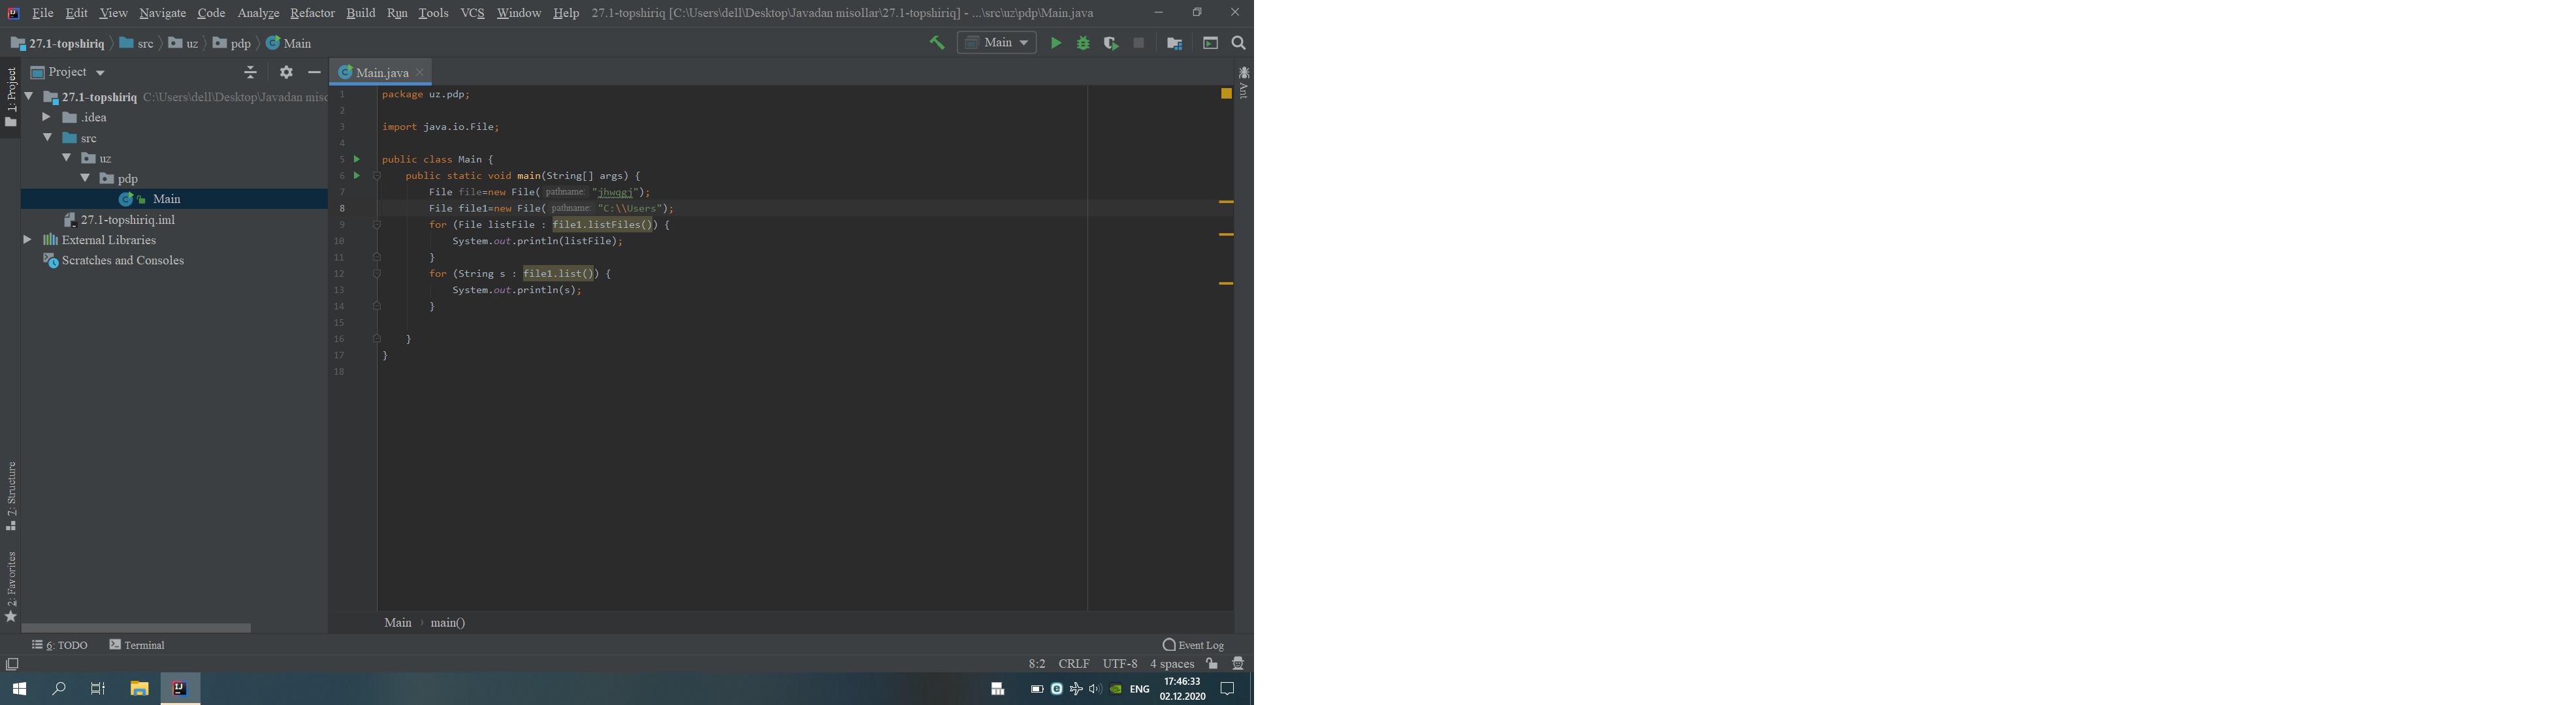 File Edit View Navigate Code Analyze Refactor Build Run Tools VCS Window Help 27.1-topshiriq [C:\Users\dell\Desktop\Javadan misollar\27.1-topshiriq] - ...\src\uz\pdp\Main.java
27.1-topshiriq src uz pdp Main
Main
Project
Main.java
1: Project
Ant
27.1-topshiriq C:\Users\dell\Desktop\Javadan misc
.idea
src
uz
pdp
Main
27.1-topshiriq.iml
External Libraries
Scratches and Consoles
1 package uz.pdp;
2
3 import java.io.File;
4
5 public class Main {
6 public static void main(String[] args) {
7 File file=new File( pathname: "jhwqgj");
8 File file1=new File( pathname: "C:\\Users");
9 for (File listFile : file1.listFiles()) {
10 System.out.println(listFile);
11 }
12 for (String s : file1.list()) {
13 System.out.println(s);
14 }
15
16 }
17 }
18
7: Structure
2: Favorites
Main › main()
6: TODO Terminal
Event Log
8:2 CRLF UTF-8 4 spaces
ENG
17:46:33
02.12.2020